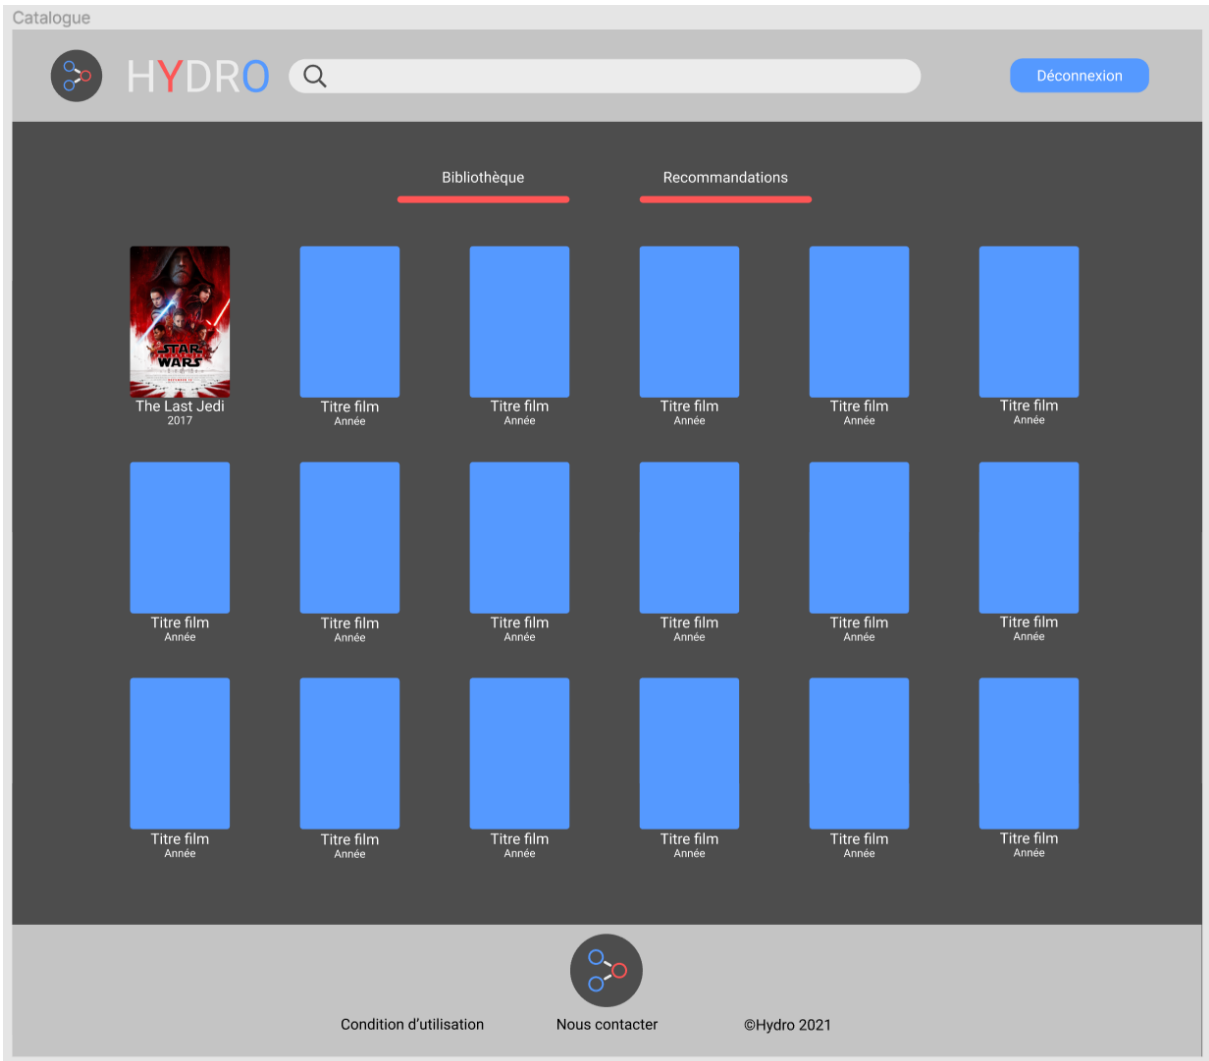 Catalogue
HYDRO
Déconnexion
Bibliothèque Recommandations
STAR
WARS
The Last Jedi Titre film Titre film Titre film Titre film Titre film
2017 Année Année Année Année Année
Titre film Titre film Titre film Titre film Titre film Titre film
Année Année Année Année Année Année
Titre film Titre film Titre film Titre film Titre film Titre film
Année Année Année Année Année Année
Condition d’utilisation Nous contacter ©Hydro 2021